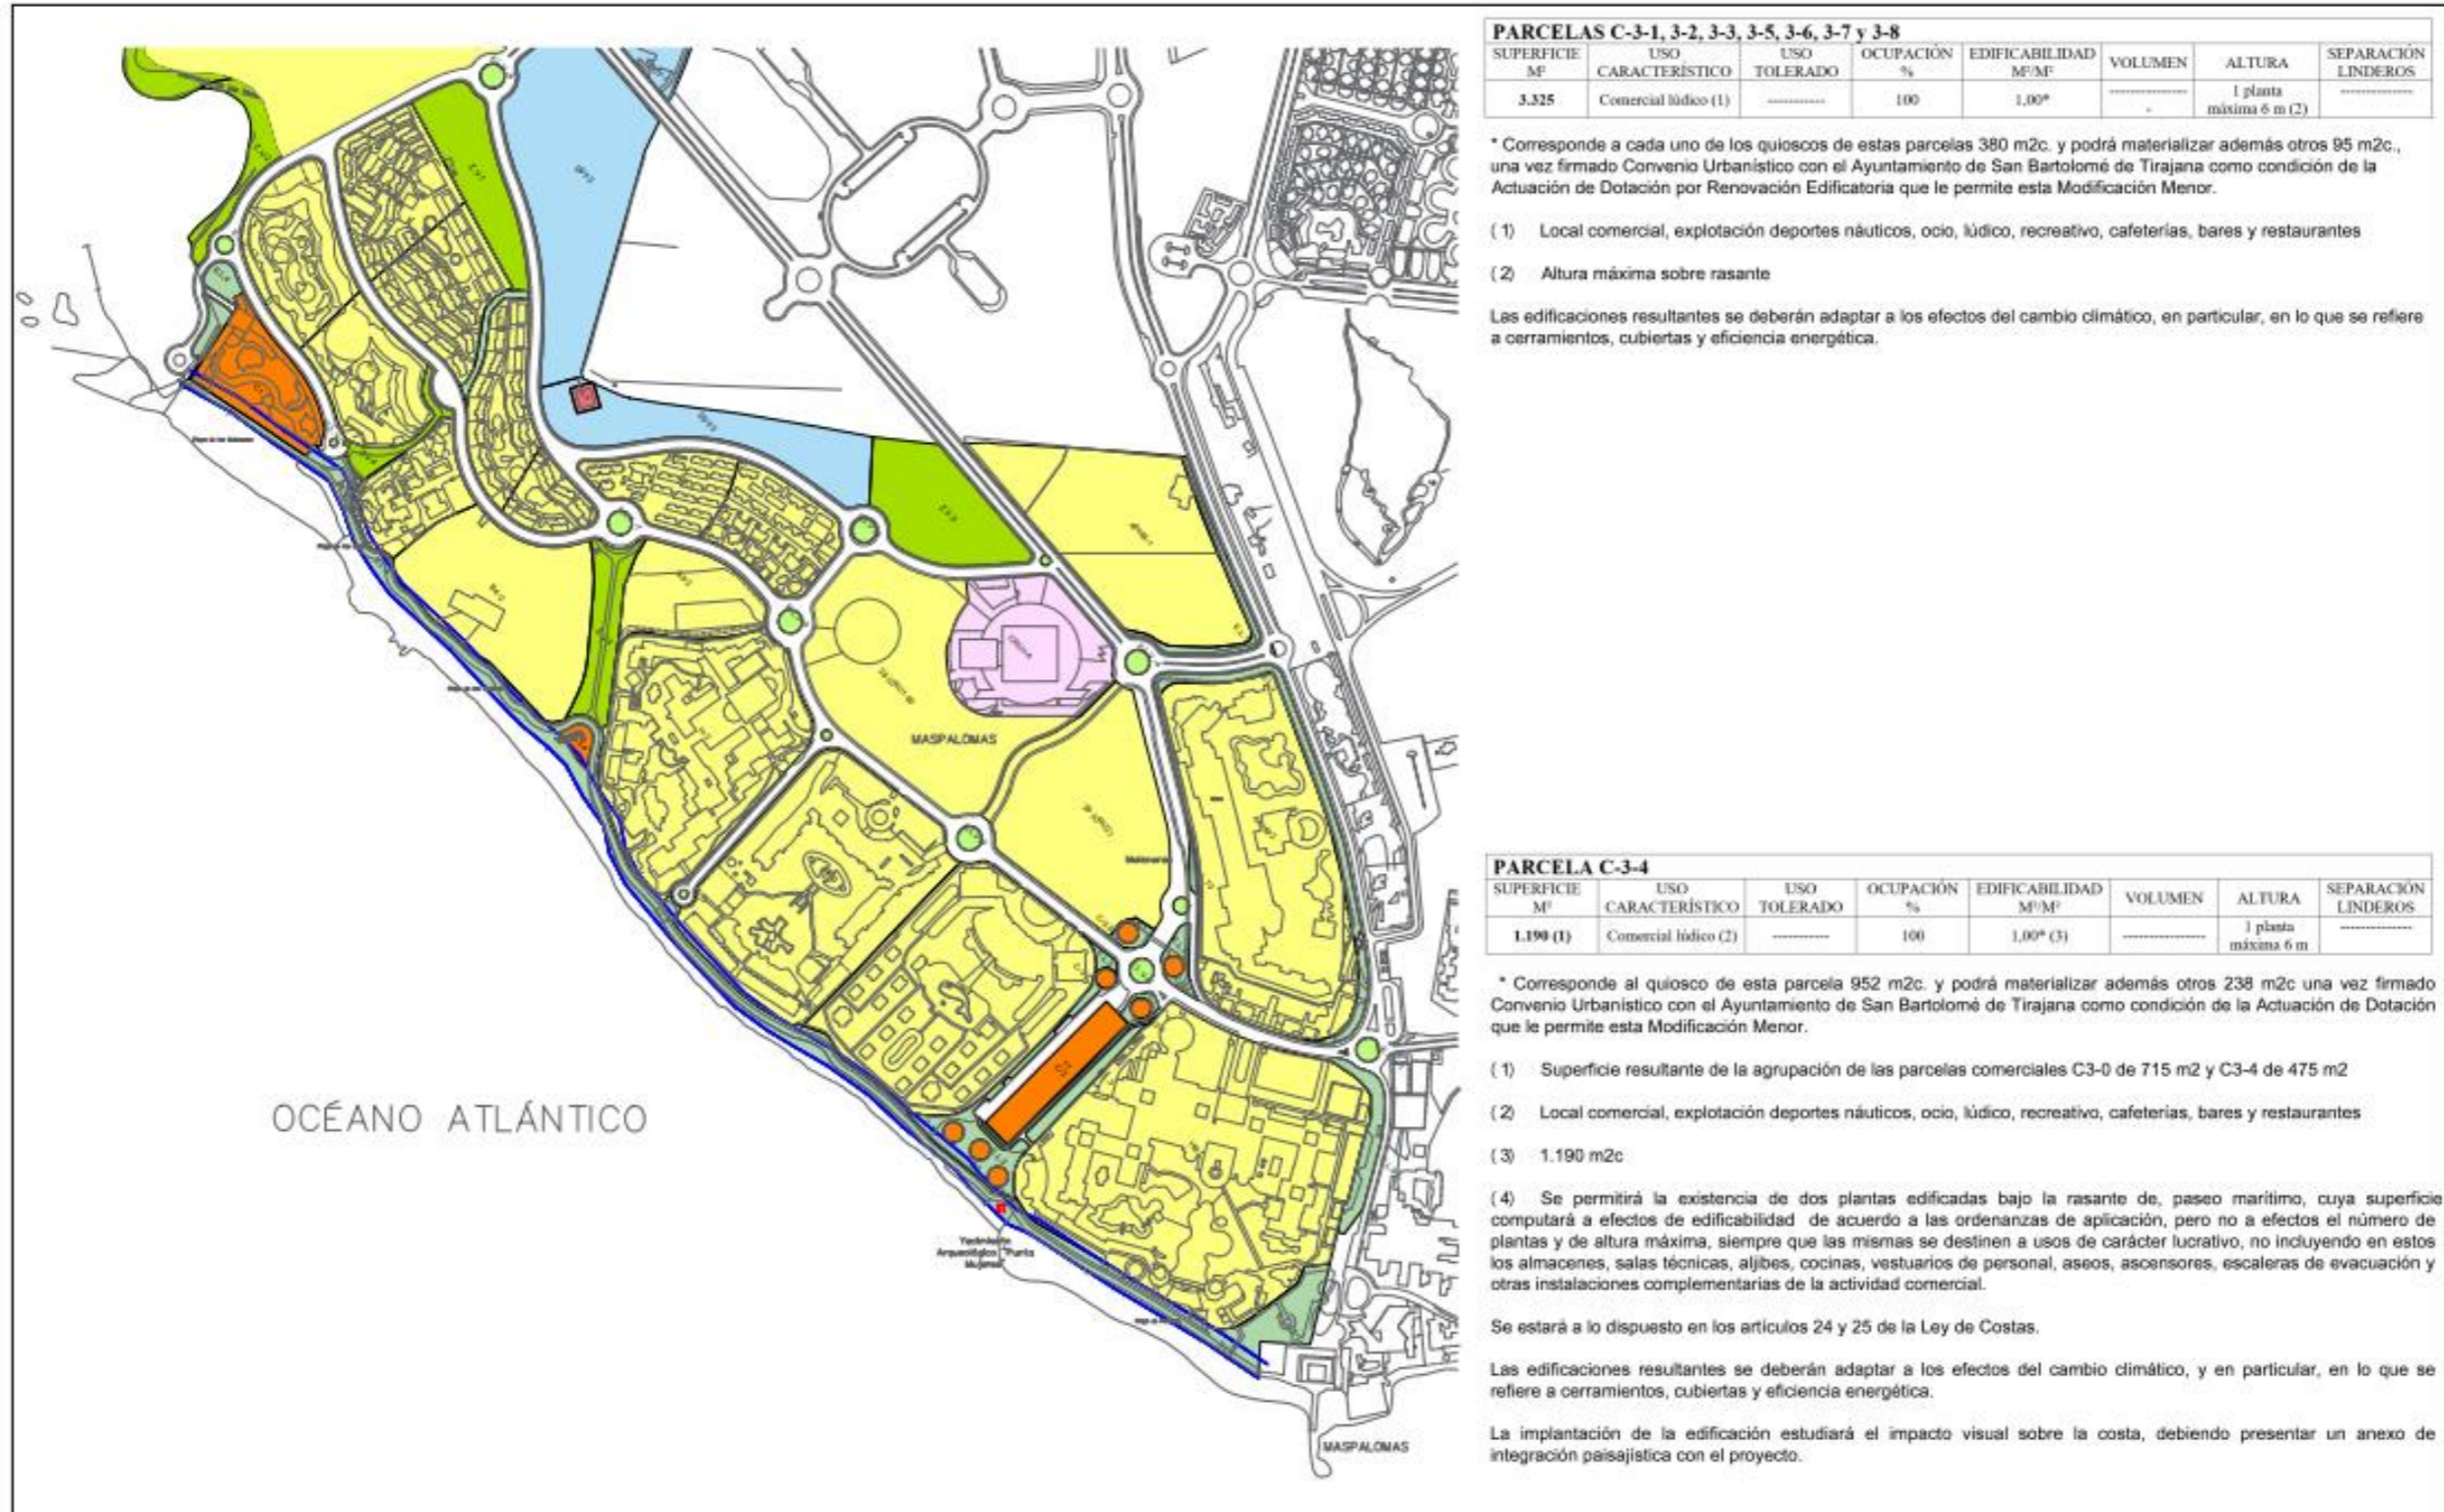 PARCELAS C-3-1, 3-2, 3-3, 3-5, 3-6, 3-7 y 3-8
SUPERFICIE M² USO CARACTERÍSTICO USO TOLERADO OCUPACIÓN % EDIFICABILIDAD M²/M² VOLUMEN ALTURA SEPARACIÓN LINDEROS
3.325 Comercial lúdico (1) ----------- 100 1,00* ---------------- - 1 planta máxima 6 m (2) --------------
* Corresponde a cada uno de los quioscos de estas parcelas 380 m2c. y podrá materializar además otros 95 m2c.,
una vez firmado Convenio Urbanístico con el Ayuntamiento de San Bartolomé de Tirajana como condición de la
Actuación de Dotación por Renovación Edificatoria que le permite esta Modificación Menor.
( 1) Local comercial, explotación deportes náuticos, ocio, lúdico, recreativo, cafeterías, bares y restaurantes
( 2) Altura máxima sobre rasante
Las edificaciones resultantes se deberán adaptar a los efectos del cambio climático, en particular, en lo que se refiere
a cerramientos, cubiertas y eficiencia energética.
MASPALOMAS
PARCELA C-3-4
SUPERFICIE M² USO CARACTERÍSTICO USO TOLERADO OCUPACIÓN % EDIFICABILIDAD M²/M² VOLUMEN ALTURA SEPARACIÓN LINDEROS
1.190 (1) Comercial lúdico (2) ----------- 100 1,00* (3) ---------------- 1 planta máxima 6 m --------------
* Corresponde al quiosco de esta parcela 952 m2c. y podrá materializar además otros 238 m2c una vez firmado
Convenio Urbanístico con el Ayuntamiento de San Bartolomé de Tirajana como condición de la Actuación de Dotación
que le permite esta Modificación Menor.
( 1) Superficie resultante de la agrupación de las parcelas comerciales C3-0 de 715 m2 y C3-4 de 475 m2
( 2) Local comercial, explotación deportes náuticos, ocio, lúdico, recreativo, cafeterías, bares y restaurantes
( 3) 1.190 m2c
( 4) Se permitirá la existencia de dos plantas edificadas bajo la rasante de, paseo marítimo, cuya superficie
computará a efectos de edificabilidad de acuerdo a las ordenanzas de aplicación, pero no a efectos el número de
plantas y de altura máxima, siempre que las mismas se destinen a usos de carácter lucrativo, no incluyendo en estos
los almacenes, salas técnicas, aljibes, cocinas, vestuarios de personal, aseos, ascensores, escaleras de evacuación y
otras instalaciones complementarias de la actividad comercial.
Se estará a lo dispuesto en los artículos 24 y 25 de la Ley de Costas.
Las edificaciones resultantes se deberán adaptar a los efectos del cambio climático, y en particular, en lo que se
refiere a cerramientos, cubiertas y eficiencia energética.
La implantación de la edificación estudiará el impacto visual sobre la costa, debiendo presentar un anexo de
integración paisajística con el proyecto.
OCÉANO ATLÁNTICO
Yacimiento
Arqueológico "Punta
Mujeres"
MASPALOMAS